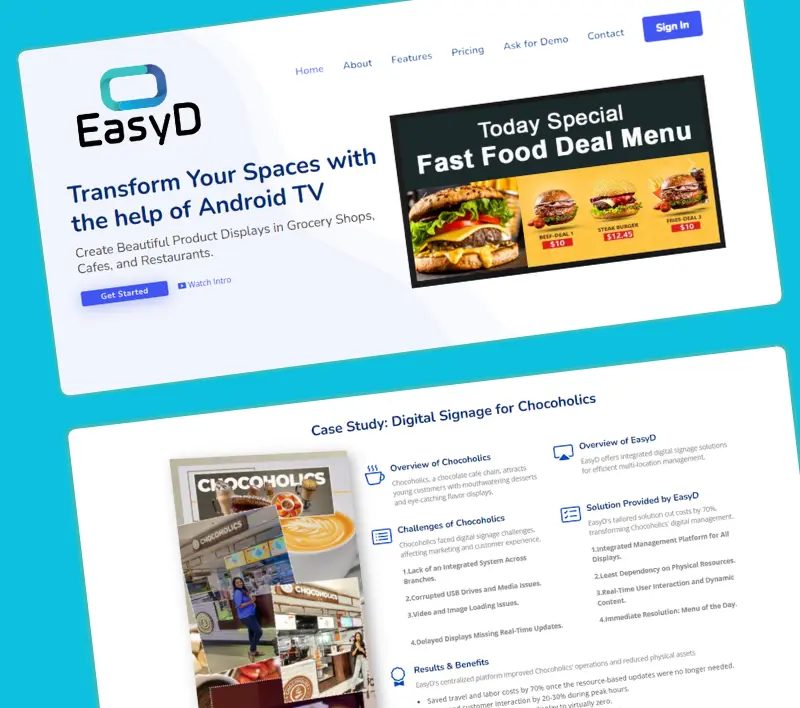 EasyD
Home
About
Features
Pricing
Ask for Demo
Contact
Sign In
Transform Your Spaces with
the help of Android TV
Create Beautiful Product Displays in Grocery Shops,
Cafes, and Restaurants.
Get Started
Watch Intro
Today Special
Fast Food Deal Menu
BEEF-DEAL 1
$10
STEAK BURGER
$12.45
FRIES-DEAL 3
$10
Case Study: Digital Signage for Chocoholics
CHOCOHOLICS
CHOCOHOLICS
CHOCOHOLICS
Overview of Chocoholics
Chocoholics, a chocolate cafe chain, attracts
young customers with mouthwatering desserts
and eye-catching flavor displays.
Challenges of Chocoholics
Chocoholics faced digital signage challenges,
affecting marketing and customer experience.
1.Lack of an Integrated System Across
Branches.
2.Corrupted USB Drives and Media Issues.
3.Video and Image Loading Issues.
4.Delayed Displays Missing Real-Time Updates.
Overview of EasyD
EasyD offers integrated digital signage solutions
for efficient multi-location management.
Solution Provided by EasyD
EasyD's tailored solution cut costs by 70%,
transforming Chocoholics' digital management.
1.Integrated Management Platform for All
Displays.
2.Least Dependency on Physical Resources.
3.Real-Time User Interaction and Dynamic
Content.
4.Immediate Resolution: Menu of the Day.
Results & Benefits
EasyD's centralized platform improved Chocoholics' operations and reduced physical assets
Saved travel and labor costs by 70% once the resource-based updates were no longer needed.
customer interaction by 20-30% during peak hours.
display to virtually zero.